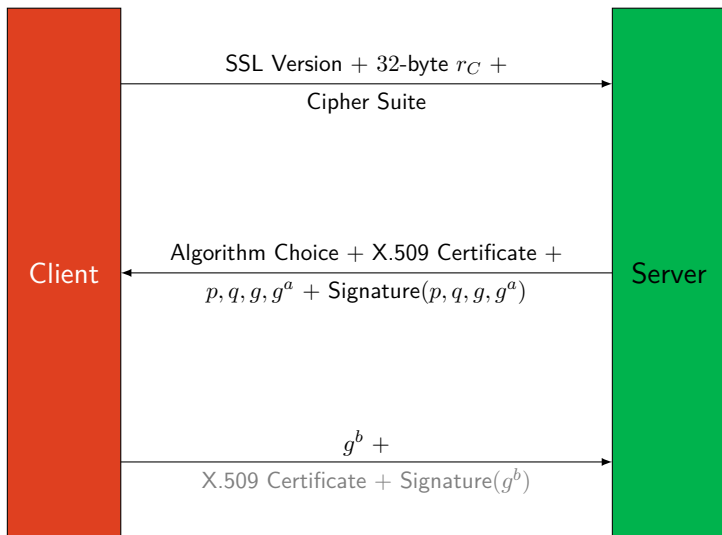 SSL Version + 32-byte $r_C$ +
Cipher Suite
Algorithm Choice + X.509 Certificate +
Client
Server
$p, q, g, g^a$ + Signature($p, q, g, g^a$)
$g^b$ +
X.509 Certificate + Signature($g^b$)